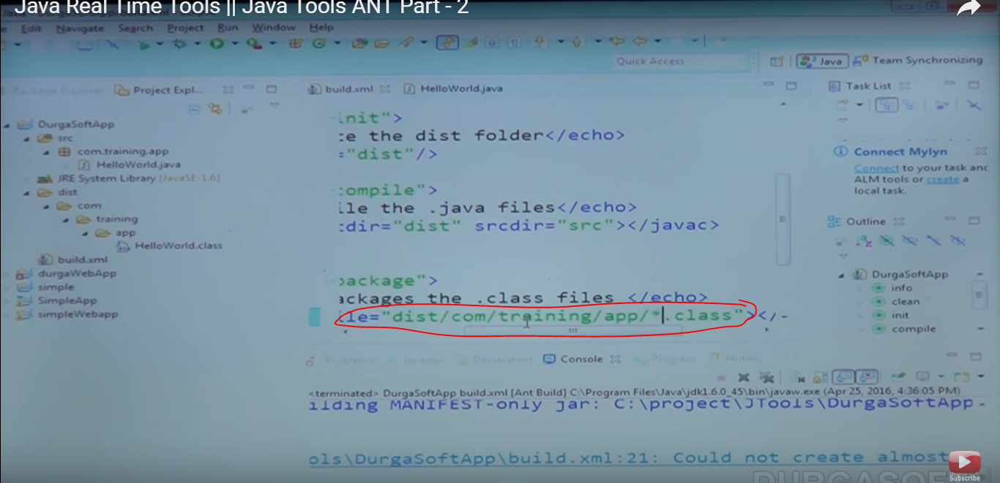 Java Real Time Tools || Java Tools ANT Part - 2
Edit Navigate Search Project Run Window Help
Quick Access
Java
Team Synchronizing
Package Explorer
Project Expl...
DurgaSoftApp
src
com.training.app
HelloWorld.java
JRE System Library [JavaSE-1.6]
dist
com
training
app
HelloWorld.class
build.xml
durgaWebApp
simple
SimpleApp
simpleWebapp
build.xml
HelloWorld.java
init">
:e the dist folder</echo>
="dist"/>
compile">
ile the .java files</echo>
:dir="dist" srcdir="src"></javac>
package">
ackages the .class files </echo>
ile="dist/com/training/app/*.class"></
Task List
Connect Mylyn
Connect to your task and
ALM tools or create a
local task.
Outline
DurgaSoftApp
info
clean
init
compile
Problems
Javadoc
Declaration
Console
Progress
History
<terminated> DurgaSoftApp build.xml [Ant Build] C:\Program Files\Java\jdk1.6.0_45\bin\javaw.exe (Apr 25, 2016, 4:36:05 PM)
ilding MANIFEST-only jar: C:\project\JTools\DurgaSoftApp
ols\DurgaSoftApp\build.xml:21: Could not create almost
Subscribe